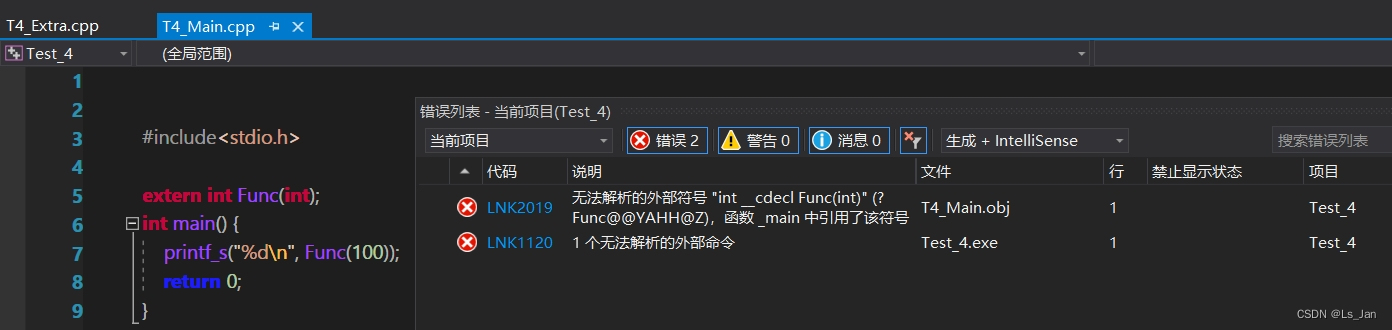 T4_Extra.cpp T4_Main.cpp
Test_4 (全局范围)
1
2
3 #include<stdio.h>
4
5 extern int Func(int);
6 int main() {
7 printf_s("%d\n", Func(100));
8 return 0;
9 }
错误列表 - 当前项目(Test_4)
当前项目 错误 2 警告 0 消息 0 生成 + IntelliSense 搜索错误列表
代码 说明 文件 行 禁止显示状态 项目
LNK2019 无法解析的外部符号 "int __cdecl Func(int)" (?
Func@@YAHH@Z)，函数 _main 中引用了该符号 T4_Main.obj 1 Test_4
LNK1120 1 个无法解析的外部命令 Test_4.exe 1 Test_4
CSDN @Ls_Jan